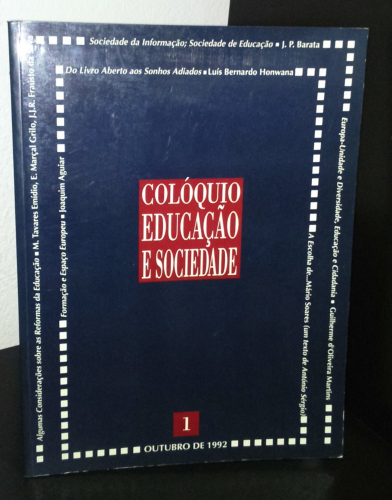 Sociedade da Informação; Sociedade de Educação ▪ J. P. Barata
Do Livro Aberto aos Sonhos Adiados ▪ Luís Bernardo Honwana
Algumas Considerações sobre as Reformas da Educação ▪ M. Tavares Emídio, E. Marçal Grilo, J.J.R. Fraústo da
Formação e Espaço Europeu ▪ Joaquim Aguiar
Europa-Unidade e Diversidade, Educação e Cidadania ▪ Guilherme d'Oliveira Martins
A Escolha de...Mário Soares (um texto de António Sérgio)
COLÓQUIO
EDUCAÇÃO
E SOCIEDADE
1
OUTUBRO DE 1992